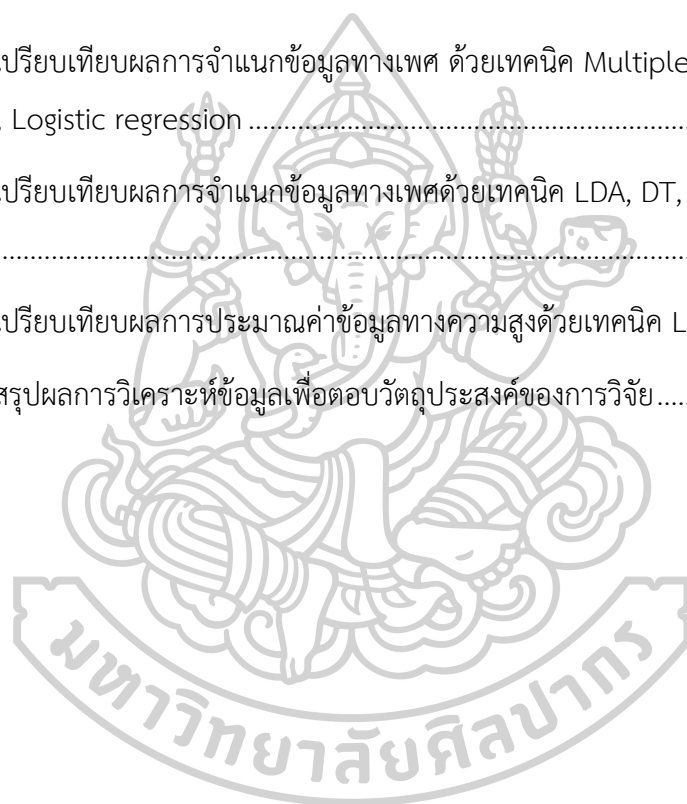 เปรียบเทียบผลการจำแนกข้อมูลทางเพศ ด้วยเทคนิค Multiple
, Logistic regression ................................................................
เปรียบเทียบผลการจำแนกข้อมูลทางเพศด้วยเทคนิค LDA, DT,
................................................................................................
เปรียบเทียบผลการประมาณค่าข้อมูลทางความสูงด้วยเทคนิค L
สรุปผลการวิเคราะห์ข้อมูลเพื่อตอบวัตถุประสงค์ของการวิจัย.....
มหาวิทยาลัยศิลปากร